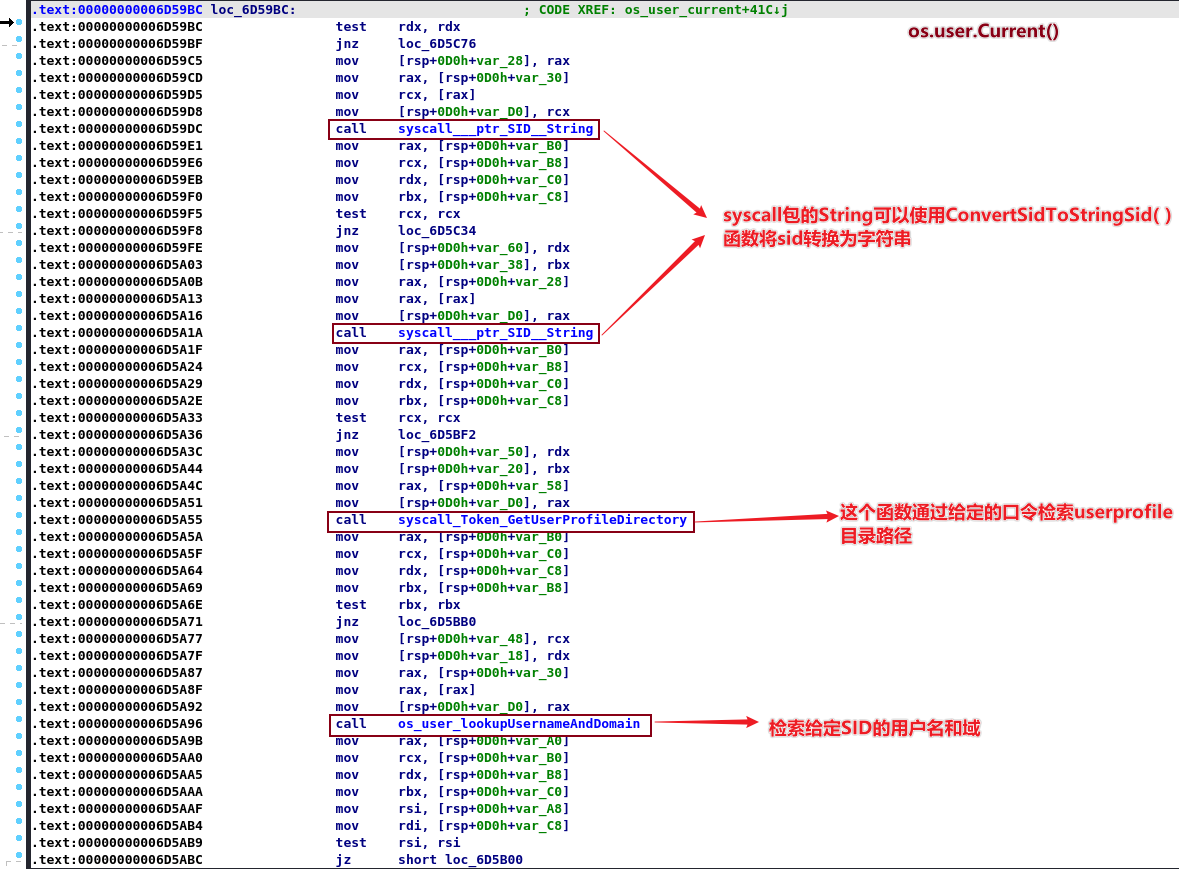 .text:00000000006D59BC loc_6D59BC: ; CODE XREF: os_user_current+41C↓j
.text:00000000006D59BC test rdx, rdx
os.user.Current()
.text:00000000006D59BF jnz loc_6D5C76
.text:00000000006D59C5 mov [rsp+0D0h+var_28], rax
.text:00000000006D59CD mov rax, [rsp+0D0h+var_30]
.text:00000000006D59D5 mov rcx, [rax]
.text:00000000006D59D8 mov [rsp+0D0h+var_D0], rcx
.text:00000000006D59DC call syscall___ptr_SID__String
.text:00000000006D59E1 mov rax, [rsp+0D0h+var_B0]
.text:00000000006D59E6 mov rcx, [rsp+0D0h+var_B8]
.text:00000000006D59EB mov rdx, [rsp+0D0h+var_C0]
.text:00000000006D59F0 mov rbx, [rsp+0D0h+var_C8]
.text:00000000006D59F5 test rcx, rcx
.text:00000000006D59F8 jnz loc_6D5C34
.text:00000000006D59FE mov [rsp+0D0h+var_60], rdx
.text:00000000006D5A03 mov [rsp+0D0h+var_38], rbx
.text:00000000006D5A0B mov rax, [rsp+0D0h+var_28]
.text:00000000006D5A13 mov rax, [rax]
.text:00000000006D5A16 mov [rsp+0D0h+var_D0], rax
.text:00000000006D5A1A call syscall___ptr_SID__String
syscall包的String可以使用ConvertSidToStringSid( )
函数将sid转换为字符串
.text:00000000006D5A1F mov rax, [rsp+0D0h+var_B0]
.text:00000000006D5A24 mov rcx, [rsp+0D0h+var_B8]
.text:00000000006D5A29 mov rdx, [rsp+0D0h+var_C0]
.text:00000000006D5A2E mov rbx, [rsp+0D0h+var_C8]
.text:00000000006D5A33 test rcx, rcx
.text:00000000006D5A36 jnz loc_6D5BF2
.text:00000000006D5A3C mov [rsp+0D0h+var_50], rdx
.text:00000000006D5A44 mov [rsp+0D0h+var_20], rbx
.text:00000000006D5A4C mov rax, [rsp+0D0h+var_58]
.text:00000000006D5A51 mov [rsp+0D0h+var_D0], rax
.text:00000000006D5A55 call syscall_Token_GetUserProfileDirectory
这个函数通过给定的口令检索userprofile
目录路径
.text:00000000006D5A5A mov rax, [rsp+0D0h+var_B0]
.text:00000000006D5A5F mov rcx, [rsp+0D0h+var_C0]
.text:00000000006D5A64 mov rdx, [rsp+0D0h+var_C8]
.text:00000000006D5A69 mov rbx, [rsp+0D0h+var_B8]
.text:00000000006D5A6E test rbx, rbx
.text:00000000006D5A71 jnz loc_6D5BB0
.text:00000000006D5A77 mov [rsp+0D0h+var_48], rcx
.text:00000000006D5A7F mov [rsp+0D0h+var_18], rdx
.text:00000000006D5A87 mov rax, [rsp+0D0h+var_30]
.text:00000000006D5A8F mov rax, [rax]
.text:00000000006D5A92 mov [rsp+0D0h+var_D0], rax
.text:00000000006D5A96 call os_user_lookupUsernameAndDomain
检索给定SID的用户名和域
.text:00000000006D5A9B mov rax, [rsp+0D0h+var_A0]
.text:00000000006D5AA0 mov rcx, [rsp+0D0h+var_B0]
.text:00000000006D5AA5 mov rdx, [rsp+0D0h+var_B8]
.text:00000000006D5AAA mov rbx, [rsp+0D0h+var_C0]
.text:00000000006D5AAF mov rsi, [rsp+0D0h+var_A8]
.text:00000000006D5AB4 mov rdi, [rsp+0D0h+var_C8]
.text:00000000006D5AB9 test rsi, rsi
.text:00000000006D5ABC jz short loc_6D5B00